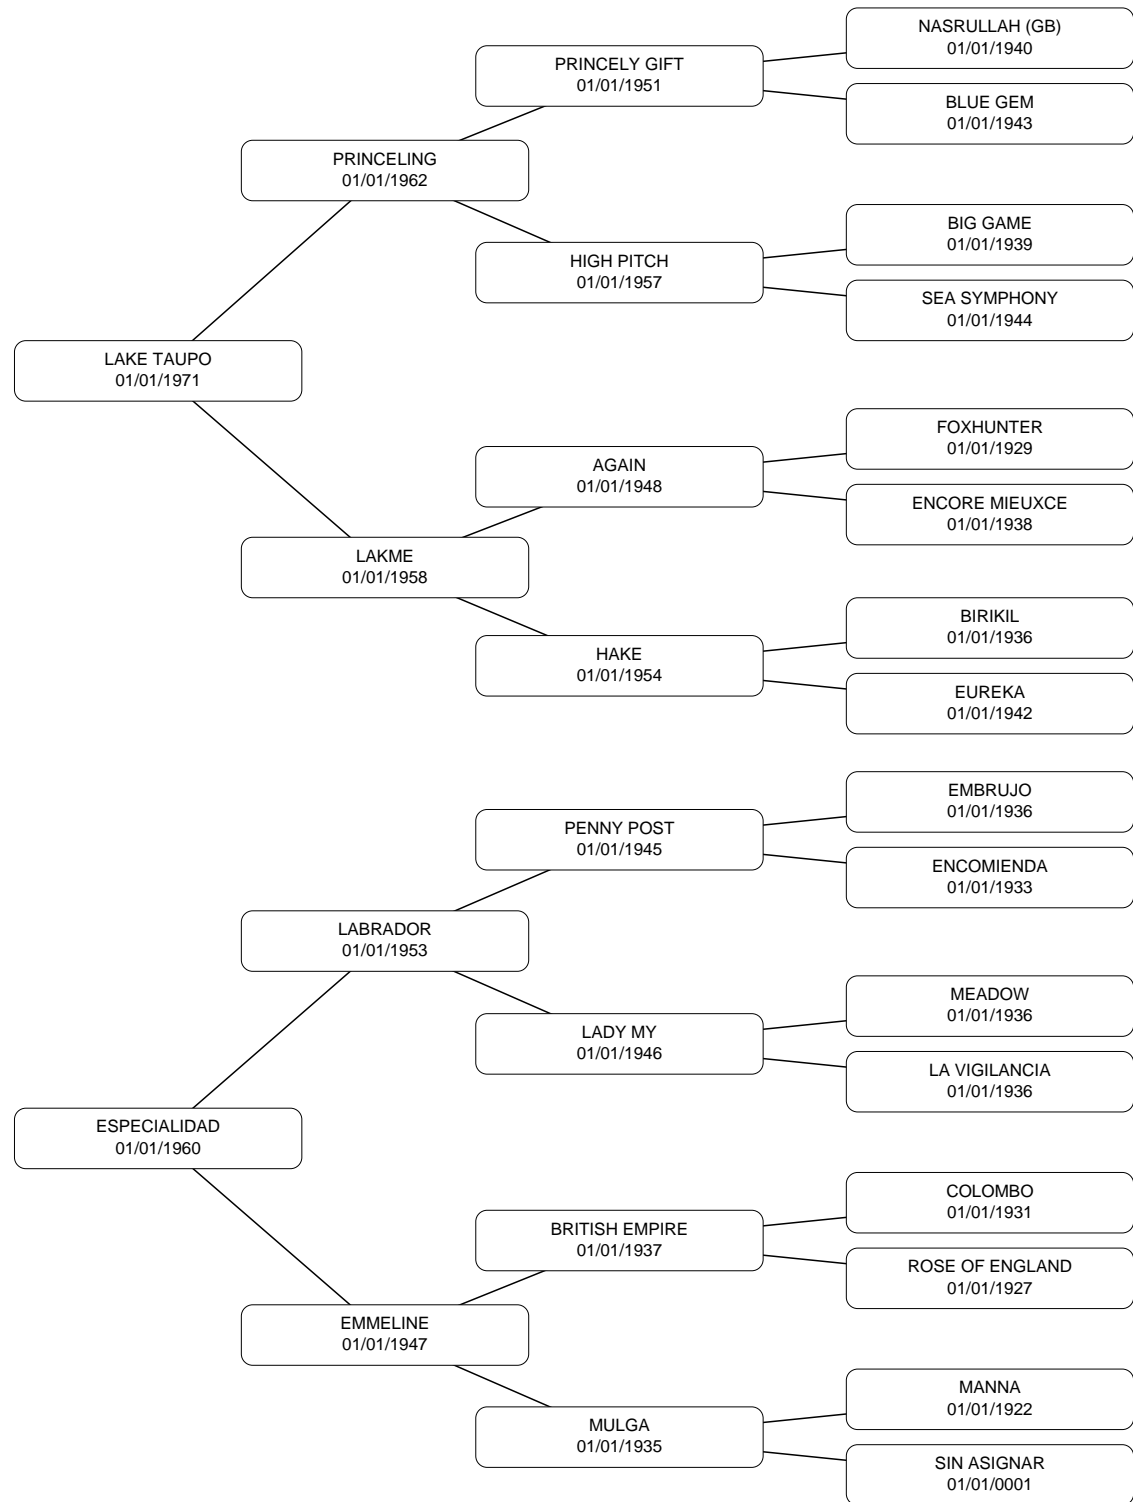 NASRULLAH (GB)
01/01/1940
PRINCELY GIFT
01/01/1951
BLUE GEM
01/01/1943
PRINCELING
01/01/1962
BIG GAME
01/01/1939
HIGH PITCH
01/01/1957
SEA SYMPHONY
01/01/1944
LAKE TAUPO
01/01/1971
FOXHUNTER
01/01/1929
AGAIN
01/01/1948
ENCORE MIEUXCE
01/01/1938
LAKME
01/01/1958
BIRIKIL
01/01/1936
HAKE
01/01/1954
EUREKA
01/01/1942
EMBRUJO
01/01/1936
PENNY POST
01/01/1945
ENCOMIENDA
01/01/1933
LABRADOR
01/01/1953
MEADOW
01/01/1936
LADY MY
01/01/1946
LA VIGILANCIA
01/01/1936
ESPECIALIDAD
01/01/1960
COLOMBO
01/01/1931
BRITISH EMPIRE
01/01/1937
ROSE OF ENGLAND
01/01/1927
EMMELINE
01/01/1947
MANNA
01/01/1922
MULGA
01/01/1935
SIN ASIGNAR
01/01/0001